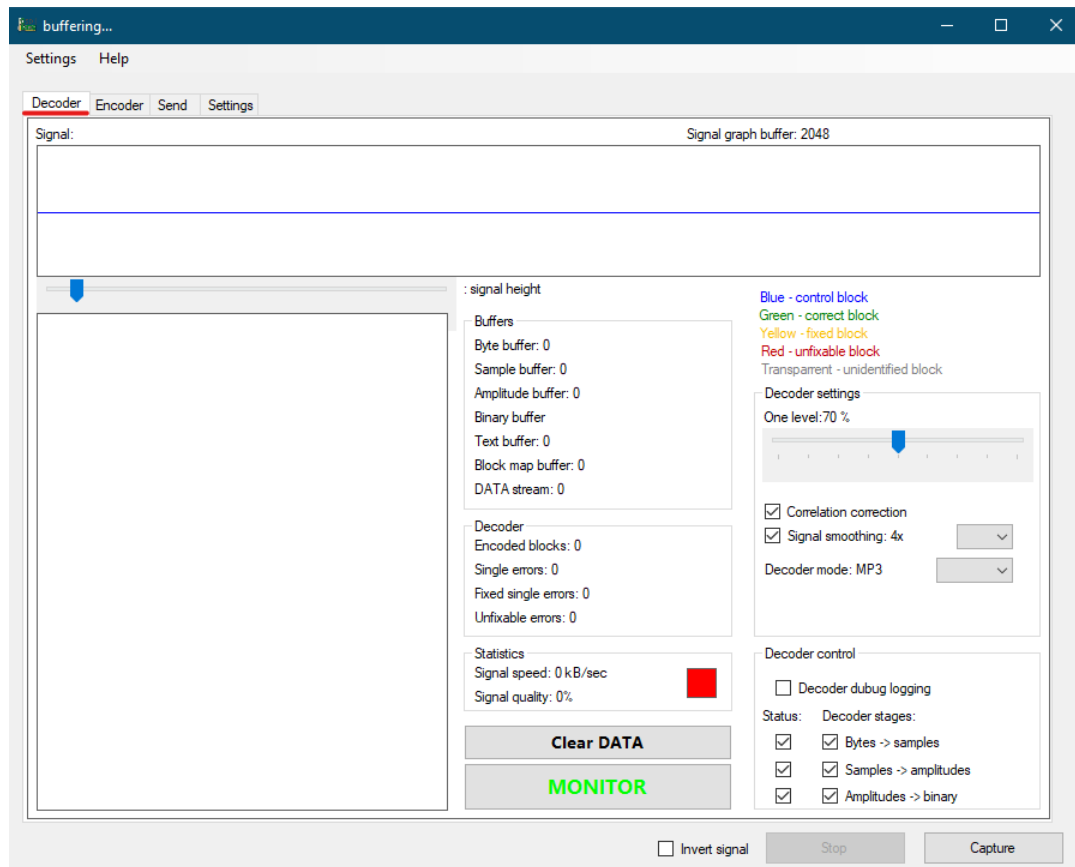 buffering...
Settings Help
Decoder Encoder Send Settings
Signal: Signal graph buffer: 2048
: signal height
Blue - control block
Green - correct block
Yellow - fixed block
Red - unfixable block
Transparrent - unidentified block
Buffers
Byte buffer: 0
Sample buffer: 0
Amplitude buffer: 0
Binary buffer
Text buffer: 0
Block map buffer: 0
DATA stream: 0
Decoder
Encoded blocks: 0
Single errors: 0
Fixed single errors: 0
Unfixable errors: 0
Statistics
Signal speed: 0 kB/sec
Signal quality: 0%
Clear DATA
MONITOR
Decoder settings
One level:70 %
Correlation correction
Signal smoothing: 4x
Decoder mode: MP3
Decoder control
Decoder dubug logging
Status: Decoder stages:
Bytes -> samples
Samples -> amplitudes
Amplitudes -> binary
Invert signal Stop Capture